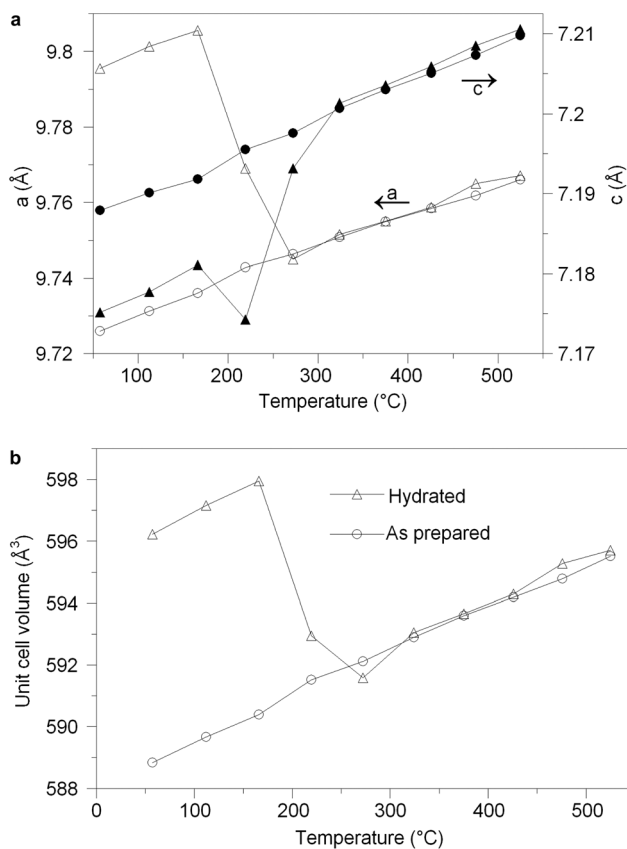 a
9.8
9.78
9.76
9.74
9.72
a (Å)
7.21
7.2
7.19
7.18
7.17
c (Å)
c
a
100 200 300 400 500
Temperature (°C)
b
598
596
594
592
590
588
Unit cell volume (Å³)
Hydrated
As prepared
0 100 200 300 400 500
Temperature (°C)